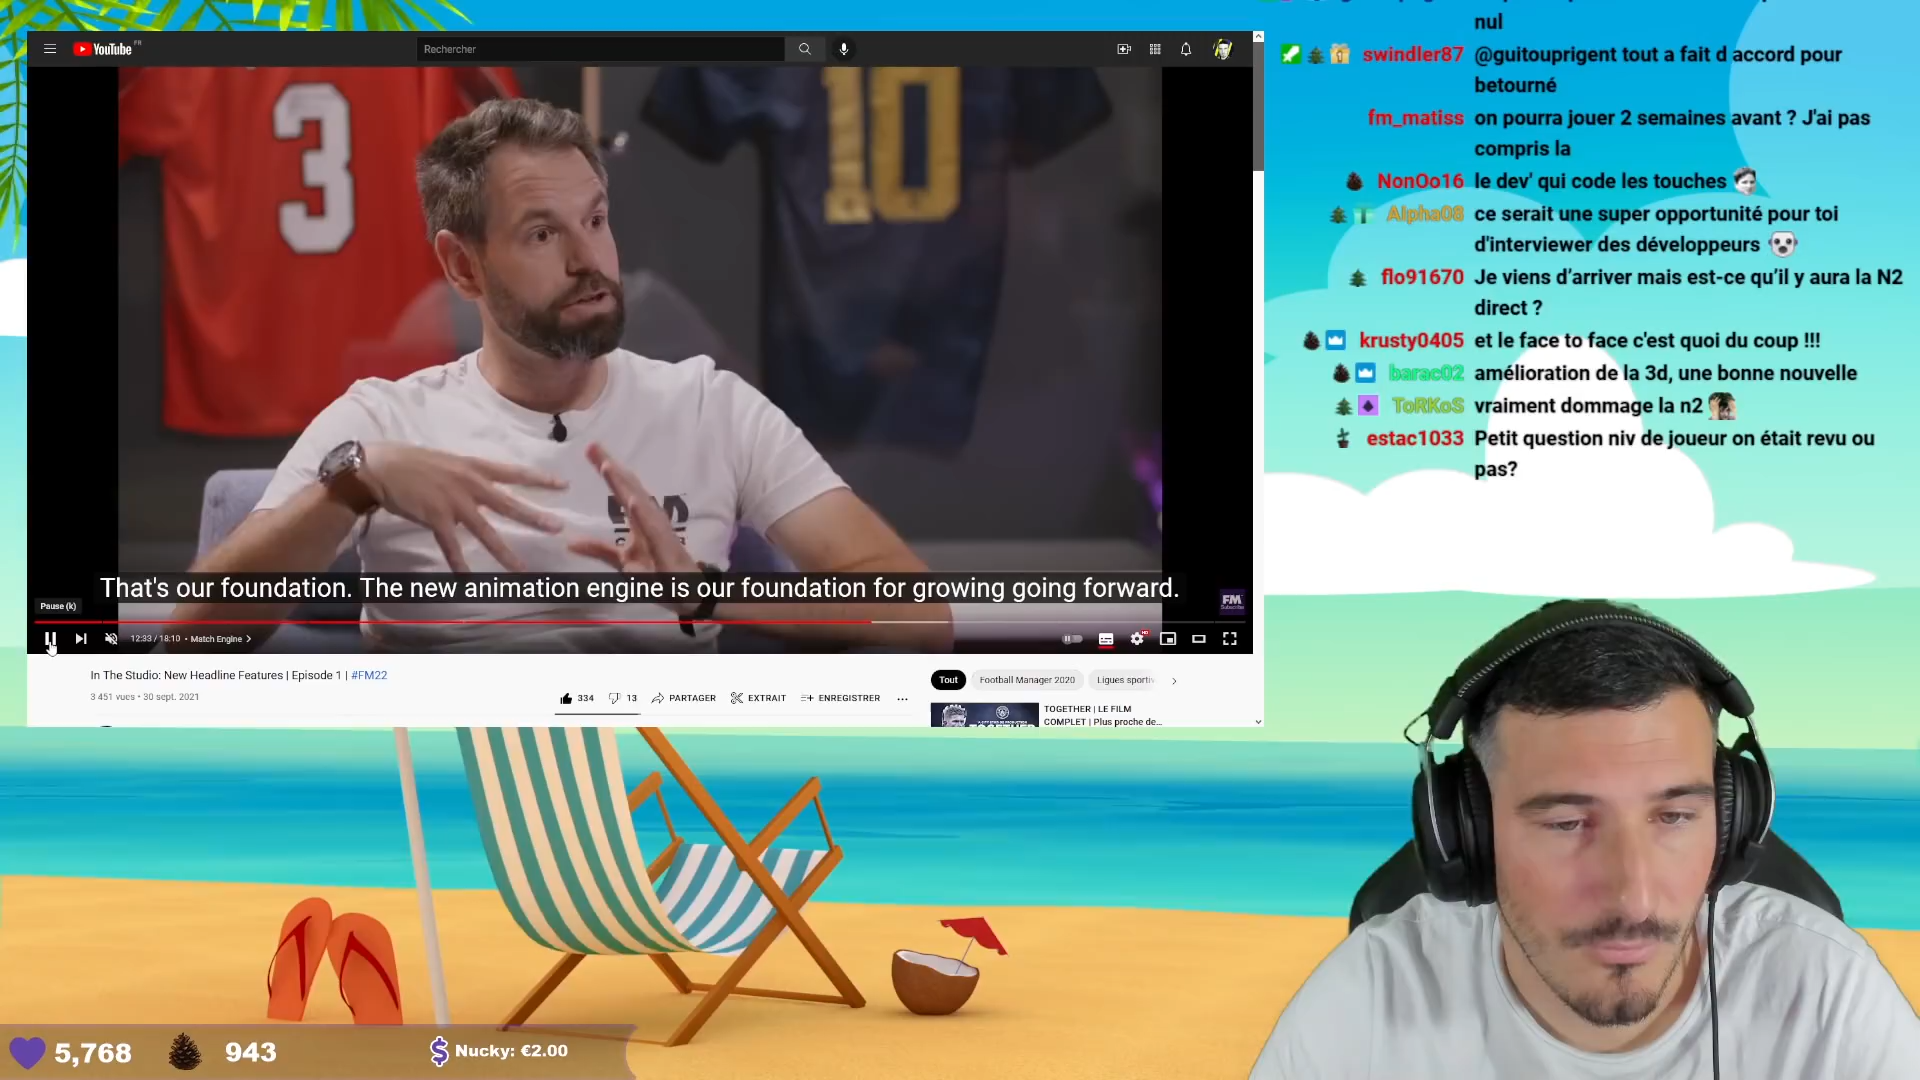 YouTube FR
Rechercher
3
10
That's our foundation. The new animation engine is our foundation for growing going forward.
FM
Subscribe
Pause (k)
12:33 / 18:10 • Match Engine
HD
In The Studio: New Headline Features | Episode 1 | #FM22
3 451 vues • 30 sept. 2021
334
13
PARTAGER
EXTRAIT
ENREGISTRER
Tout
Football Manager 2020
Ligues sporti
TOGETHER | LE FILM
COMPLET | Plus proche de...
TOGETHER
nul
swindler87 @guitouprigent tout a fait d accord pour
betourné
fm_matiss on pourra jouer 2 semaines avant ? J'ai pas
compris la
NonOo16 le dev' qui code les touches
Alpha08 ce serait une super opportunité pour toi
d'interviewer des développeurs
flo91670 Je viens d’arriver mais est-ce qu’il y aura la N2
direct ?
krusty0405 et le face to face c'est quoi du coup !!!
barac02 amélioration de la 3d, une bonne nouvelle
ToRKoS vraiment dommage la n2
estac1033 Petit question niv de joueur on était revu ou
pas?
5,768
943
$ Nucky: €2.00